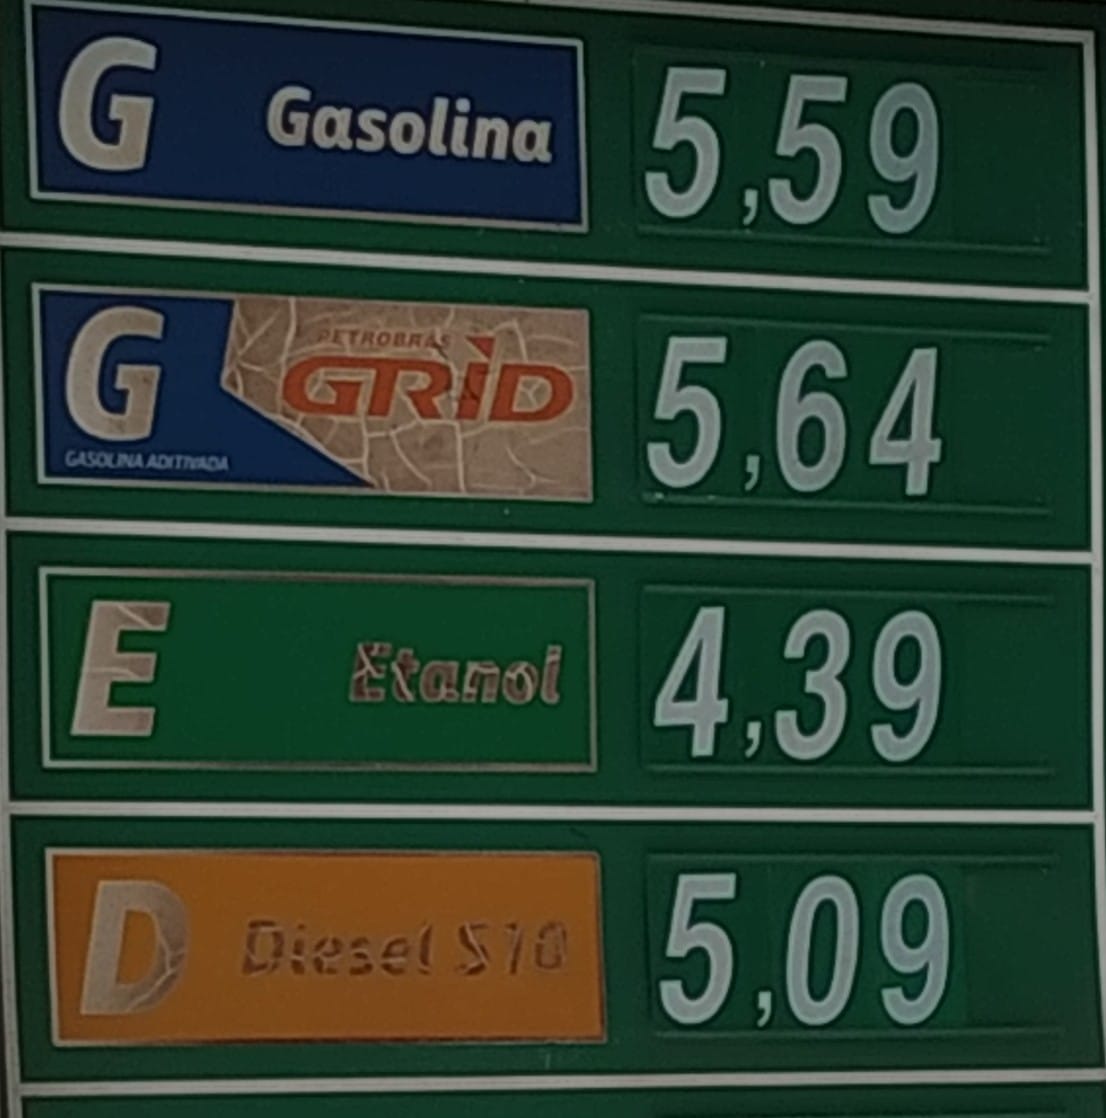 G Gasolina 5,59
G PETROBRAS GRID 5,64
GASOLINA ADITIVADA
E Etanol 4,39
D Diesel S10 5,09